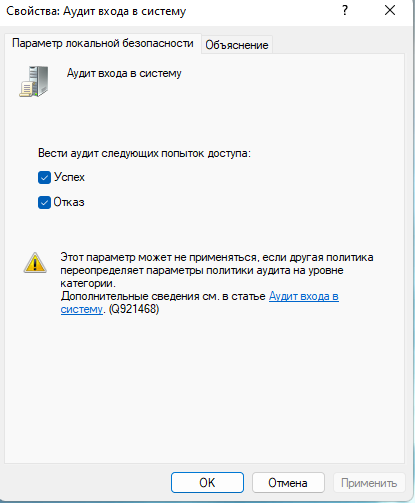 Свойства: Аудит входа в систему
?
Параметр локальной безопасности
Объяснение
Аудит входа в систему
Вести аудит следующих попыток доступа:
Успех
Отказ
Этот параметр может не применяться, если другая политика
переопределяет параметры политики аудита на уровне
категории.
Дополнительные сведения см. в статье Аудит входа в
систему. (Q921468)
OK
Отмена
Применить